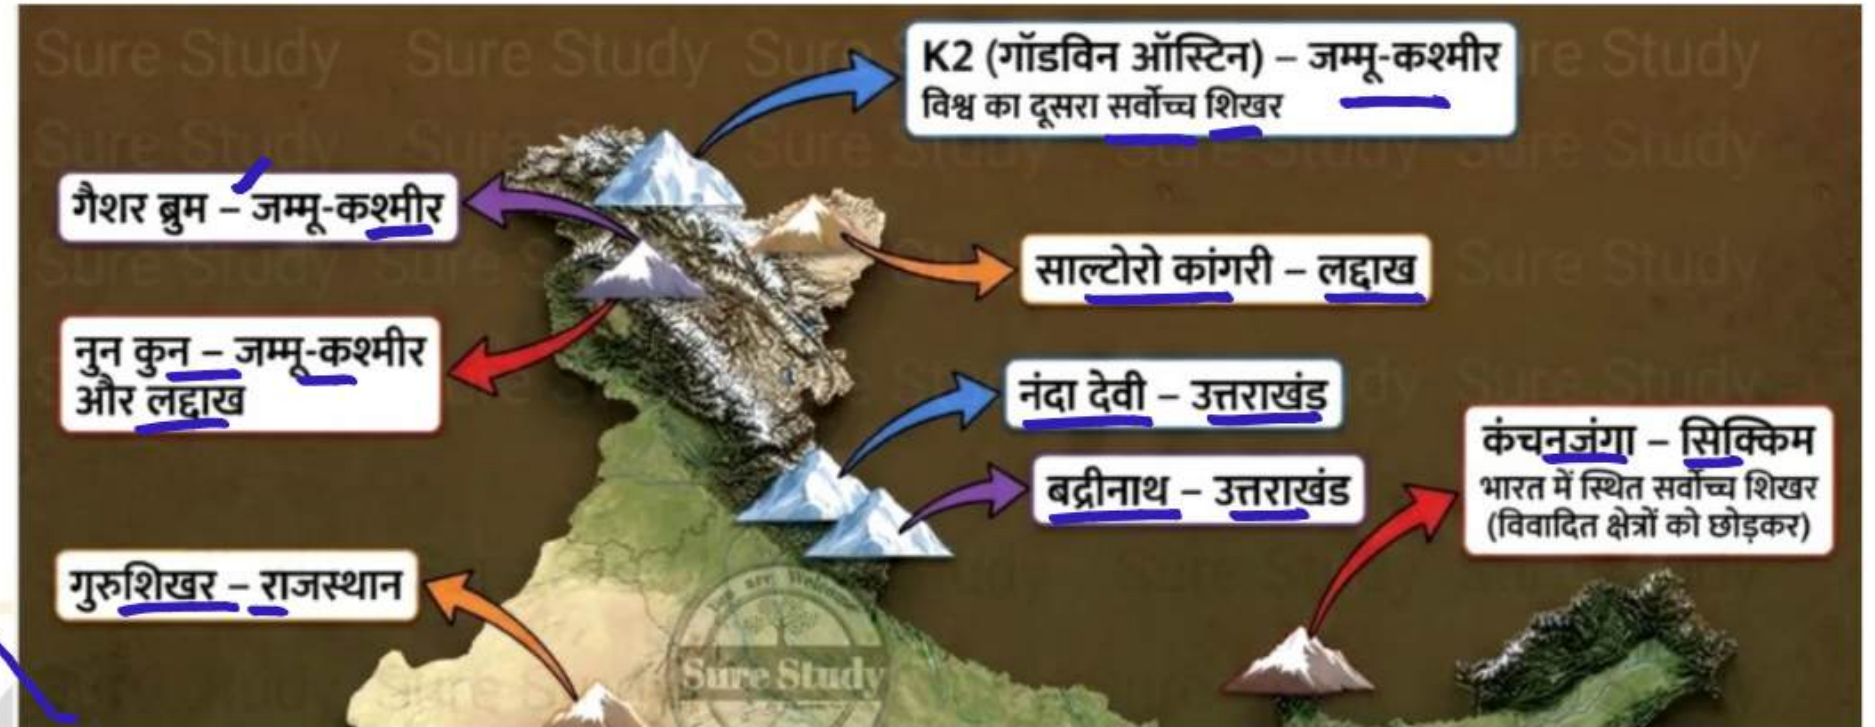 K2 (गॉडविन ऑस्टिन) – जम्मू-कश्मीर
विश्व का दूसरा सर्वोच्च शिखर
गैशर ब्रुम – जम्मू-कश्मीर
साल्टोरो कांगरी – लद्दाख
नुन कुन – जम्मू-कश्मीर
और लद्दाख
नंदा देवी – उत्तराखंड
कंचनजंगा – सिक्किम
भारत में स्थित सर्वोच्च शिखर
(विवादित क्षेत्रों को छोड़कर)
बद्रीनाथ – उत्तराखंड
गुरुशिखर – राजस्थान
Sure Study